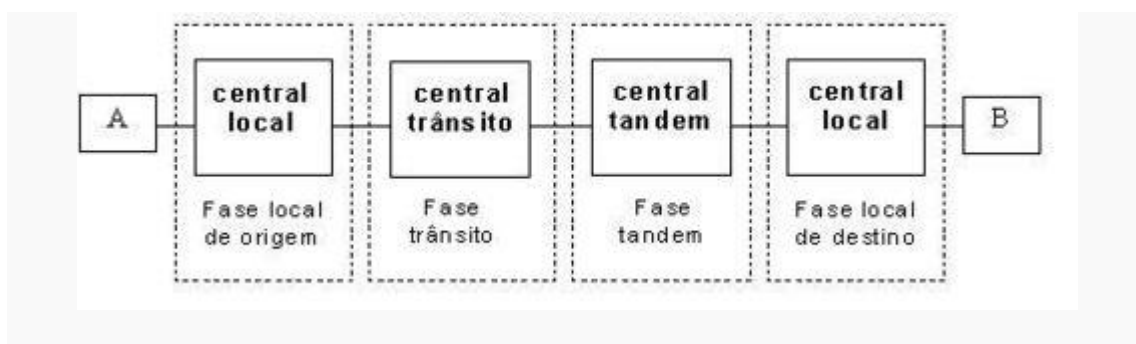 A
central
local
Fase local
de origem
central
trânsito
Fase
trânsito
central
tandem
Fase
tandem
central
local
Fase local
de destino
B